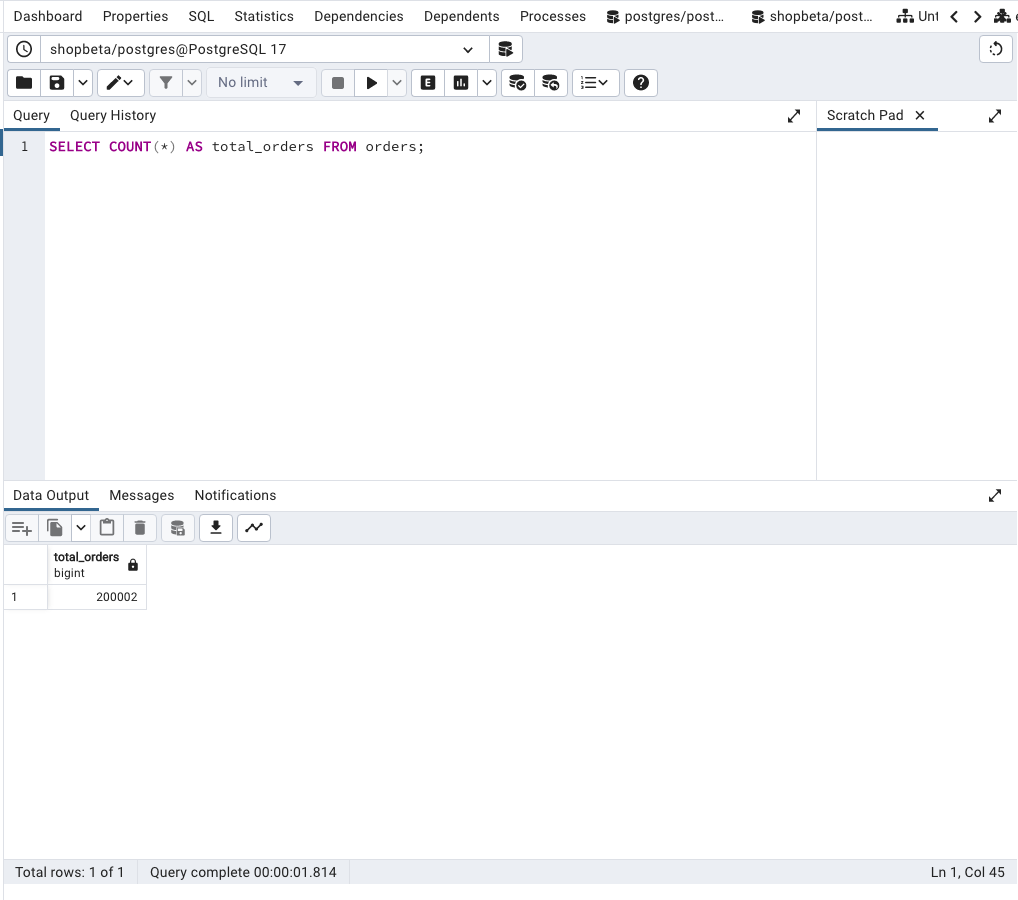 Dashboard Properties SQL Statistics Dependencies Dependents Processes postgres/post... shopbeta/post... Unt
shopbeta/postgres@PostgreSQL 17
No limit E
Query Query History Scratch Pad
1 SELECT COUNT(*) AS total_orders FROM orders;
Data Output Messages Notifications
total_orders
bigint
1 200002
Total rows: 1 of 1 Query complete 00:00:01.814 Ln 1, Col 45